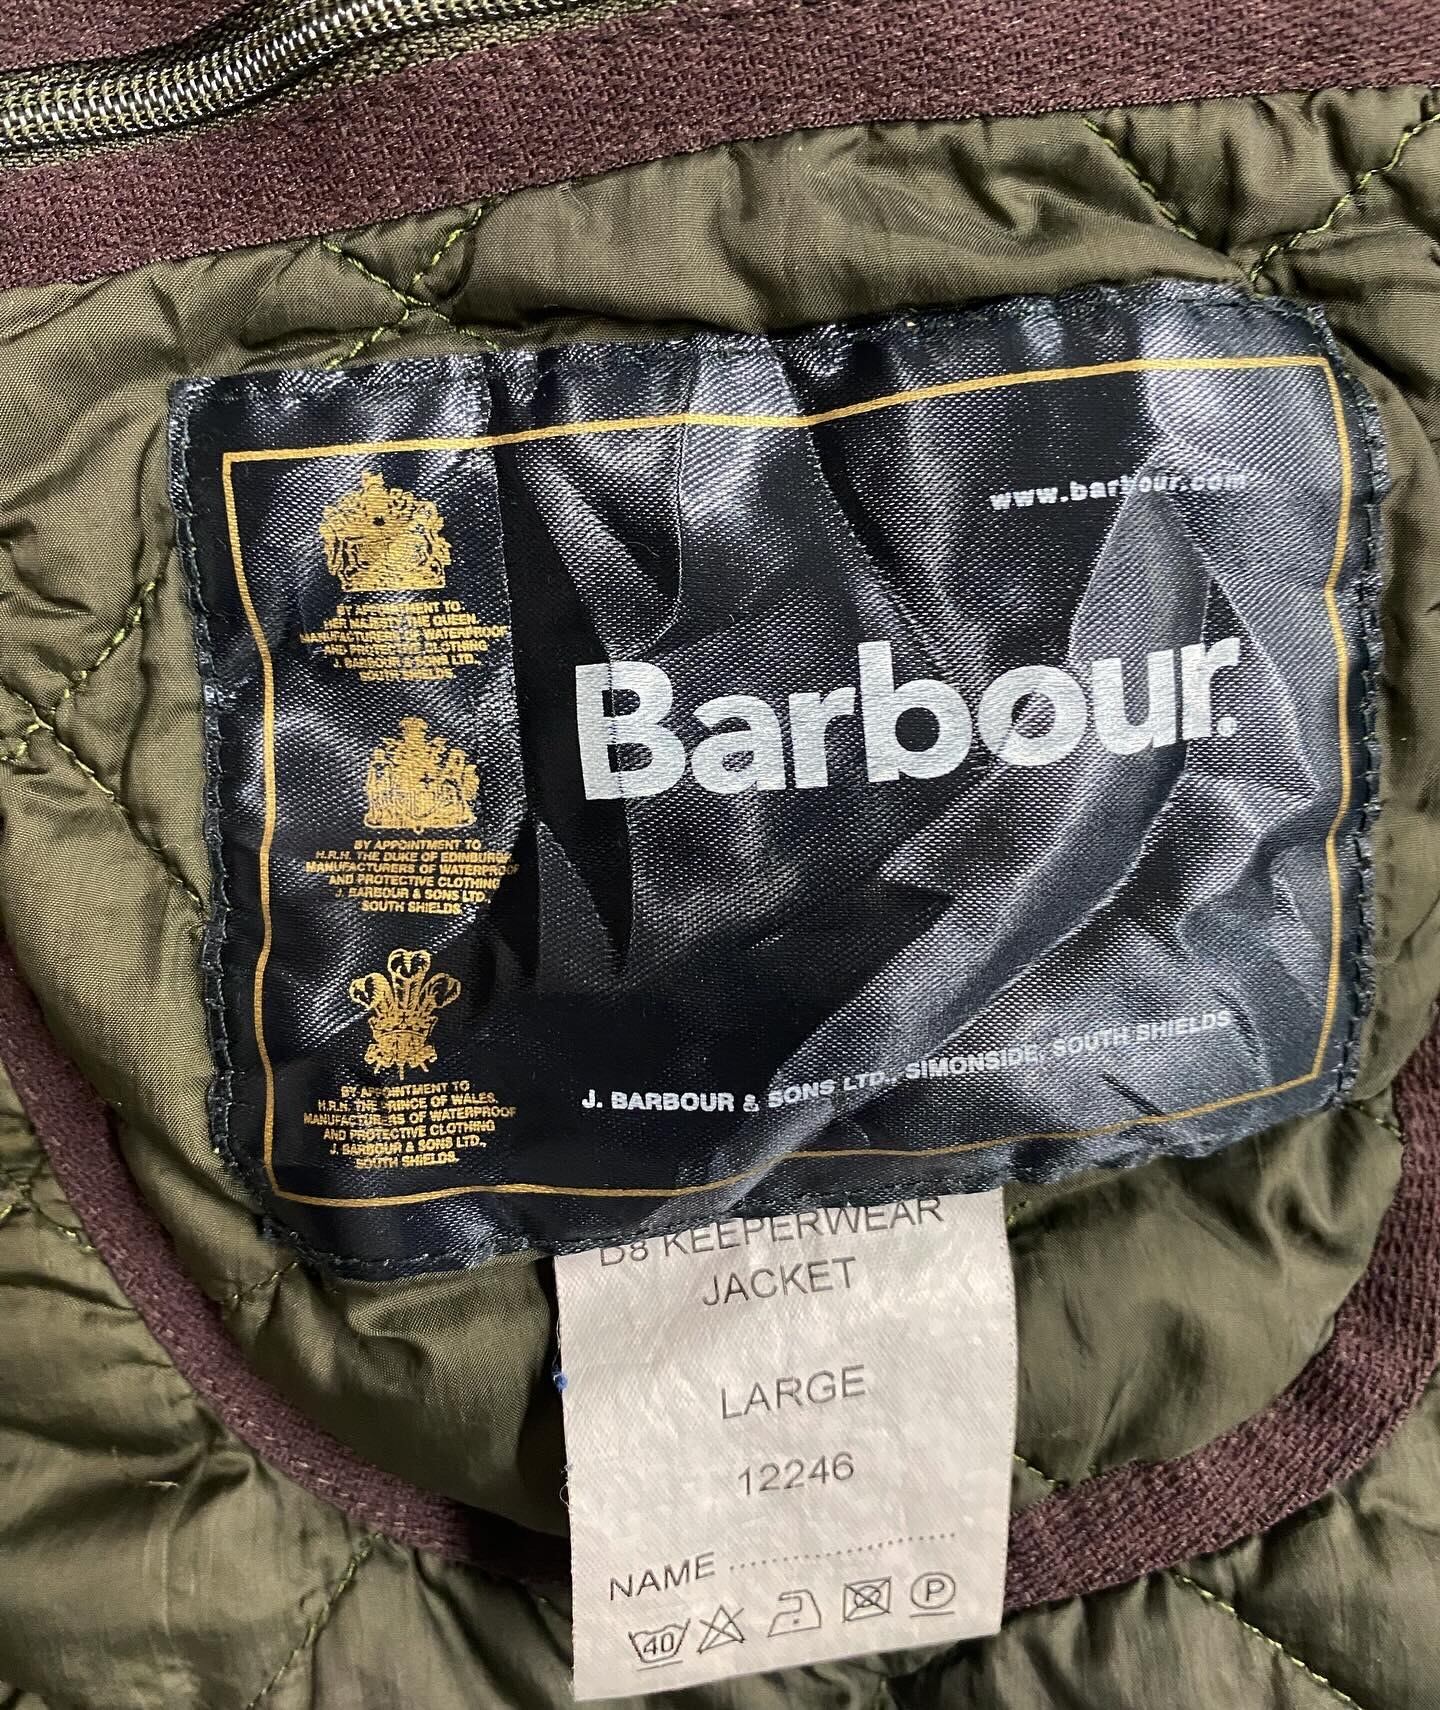 www.barbour.com
BY APPOINTMENT TO
HER MAJESTY THE QUEEN
MANUFACTURERS OF WATERPROOF
AND PROTECTIVE CLOTHING
J. BARBOUR & SONS LTD.,
SOUTH SHIELDS.
Barbour.
BY APPOINTMENT TO
H.R.H. THE DUKE OF EDINBURGH
MANUFACTURERS OF WATERPROOF
AND PROTECTIVE CLOTHING
J. BARBOUR & SONS LTD.,
SOUTH SHIELDS.
BY APPOINTMENT TO
H.R.H. THE PRINCE OF WALES.
MANUFACTURERS OF WATERPROOF
AND PROTECTIVE CLOTHING
J. BARBOUR & SONS LTD.,
SOUTH SHIELDS.
J. BARBOUR & SONS LTD., SIMONSIDE, SOUTH SHIELDS
KEEPERWEAR
JACKET
LARGE
12246
NAME ....................
40 P